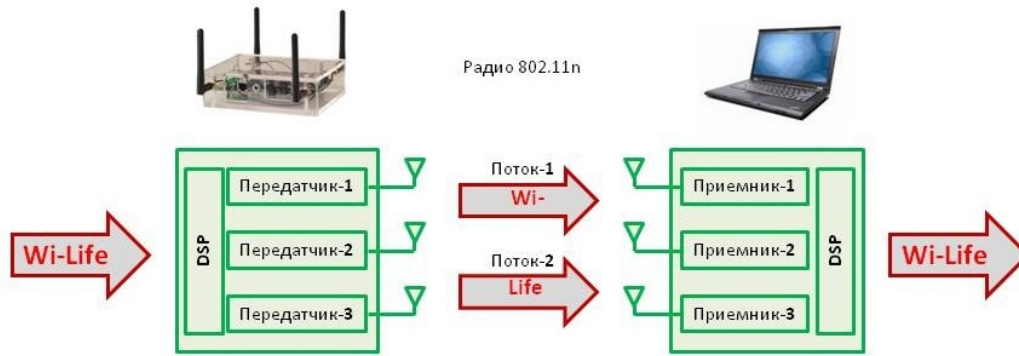 Радио 802.11n
Wi-Life
DSP
Передатчик-1
Передатчик-2
Передатчик-3
Поток-1
Wi-
Поток-2
Life
Приемник-1
Приемник-2
Приемник-3
DSP
Wi-Life